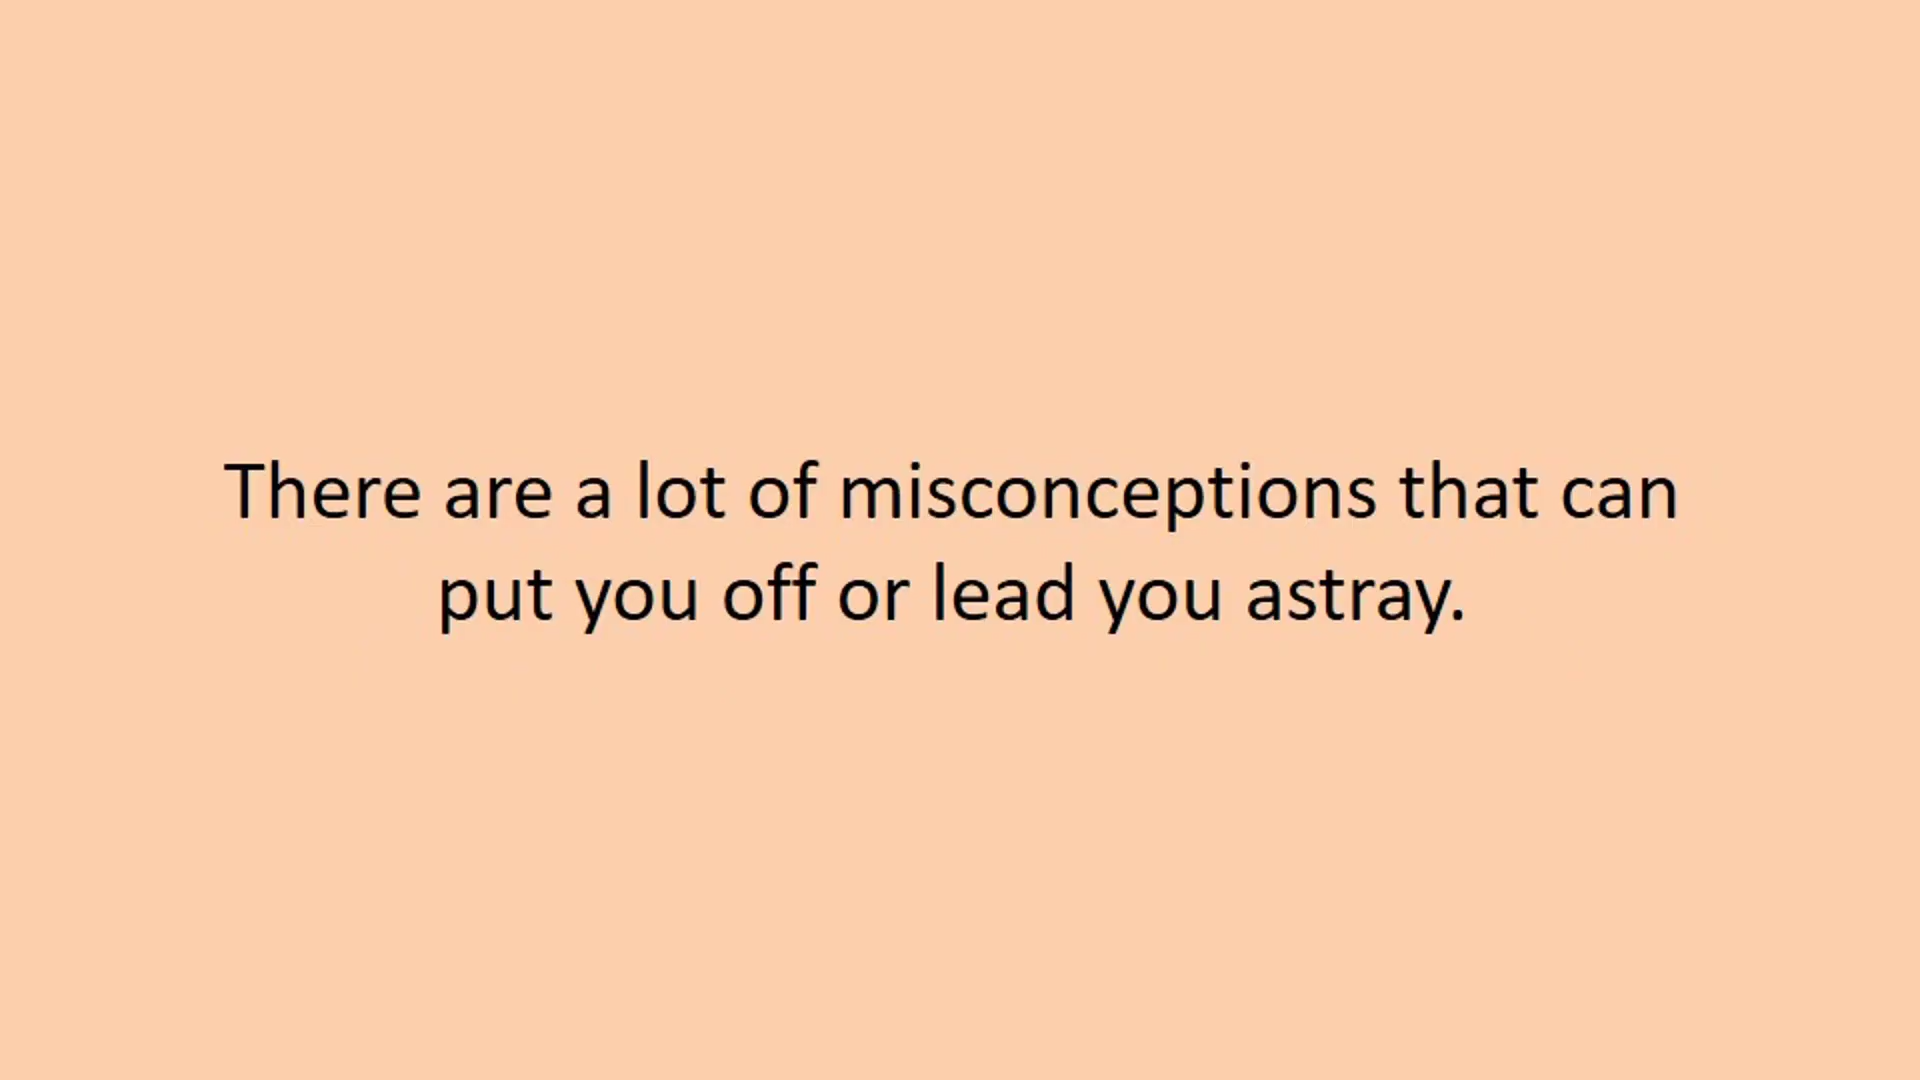 There are a lot of misconceptions that can
put you off or lead you astray.